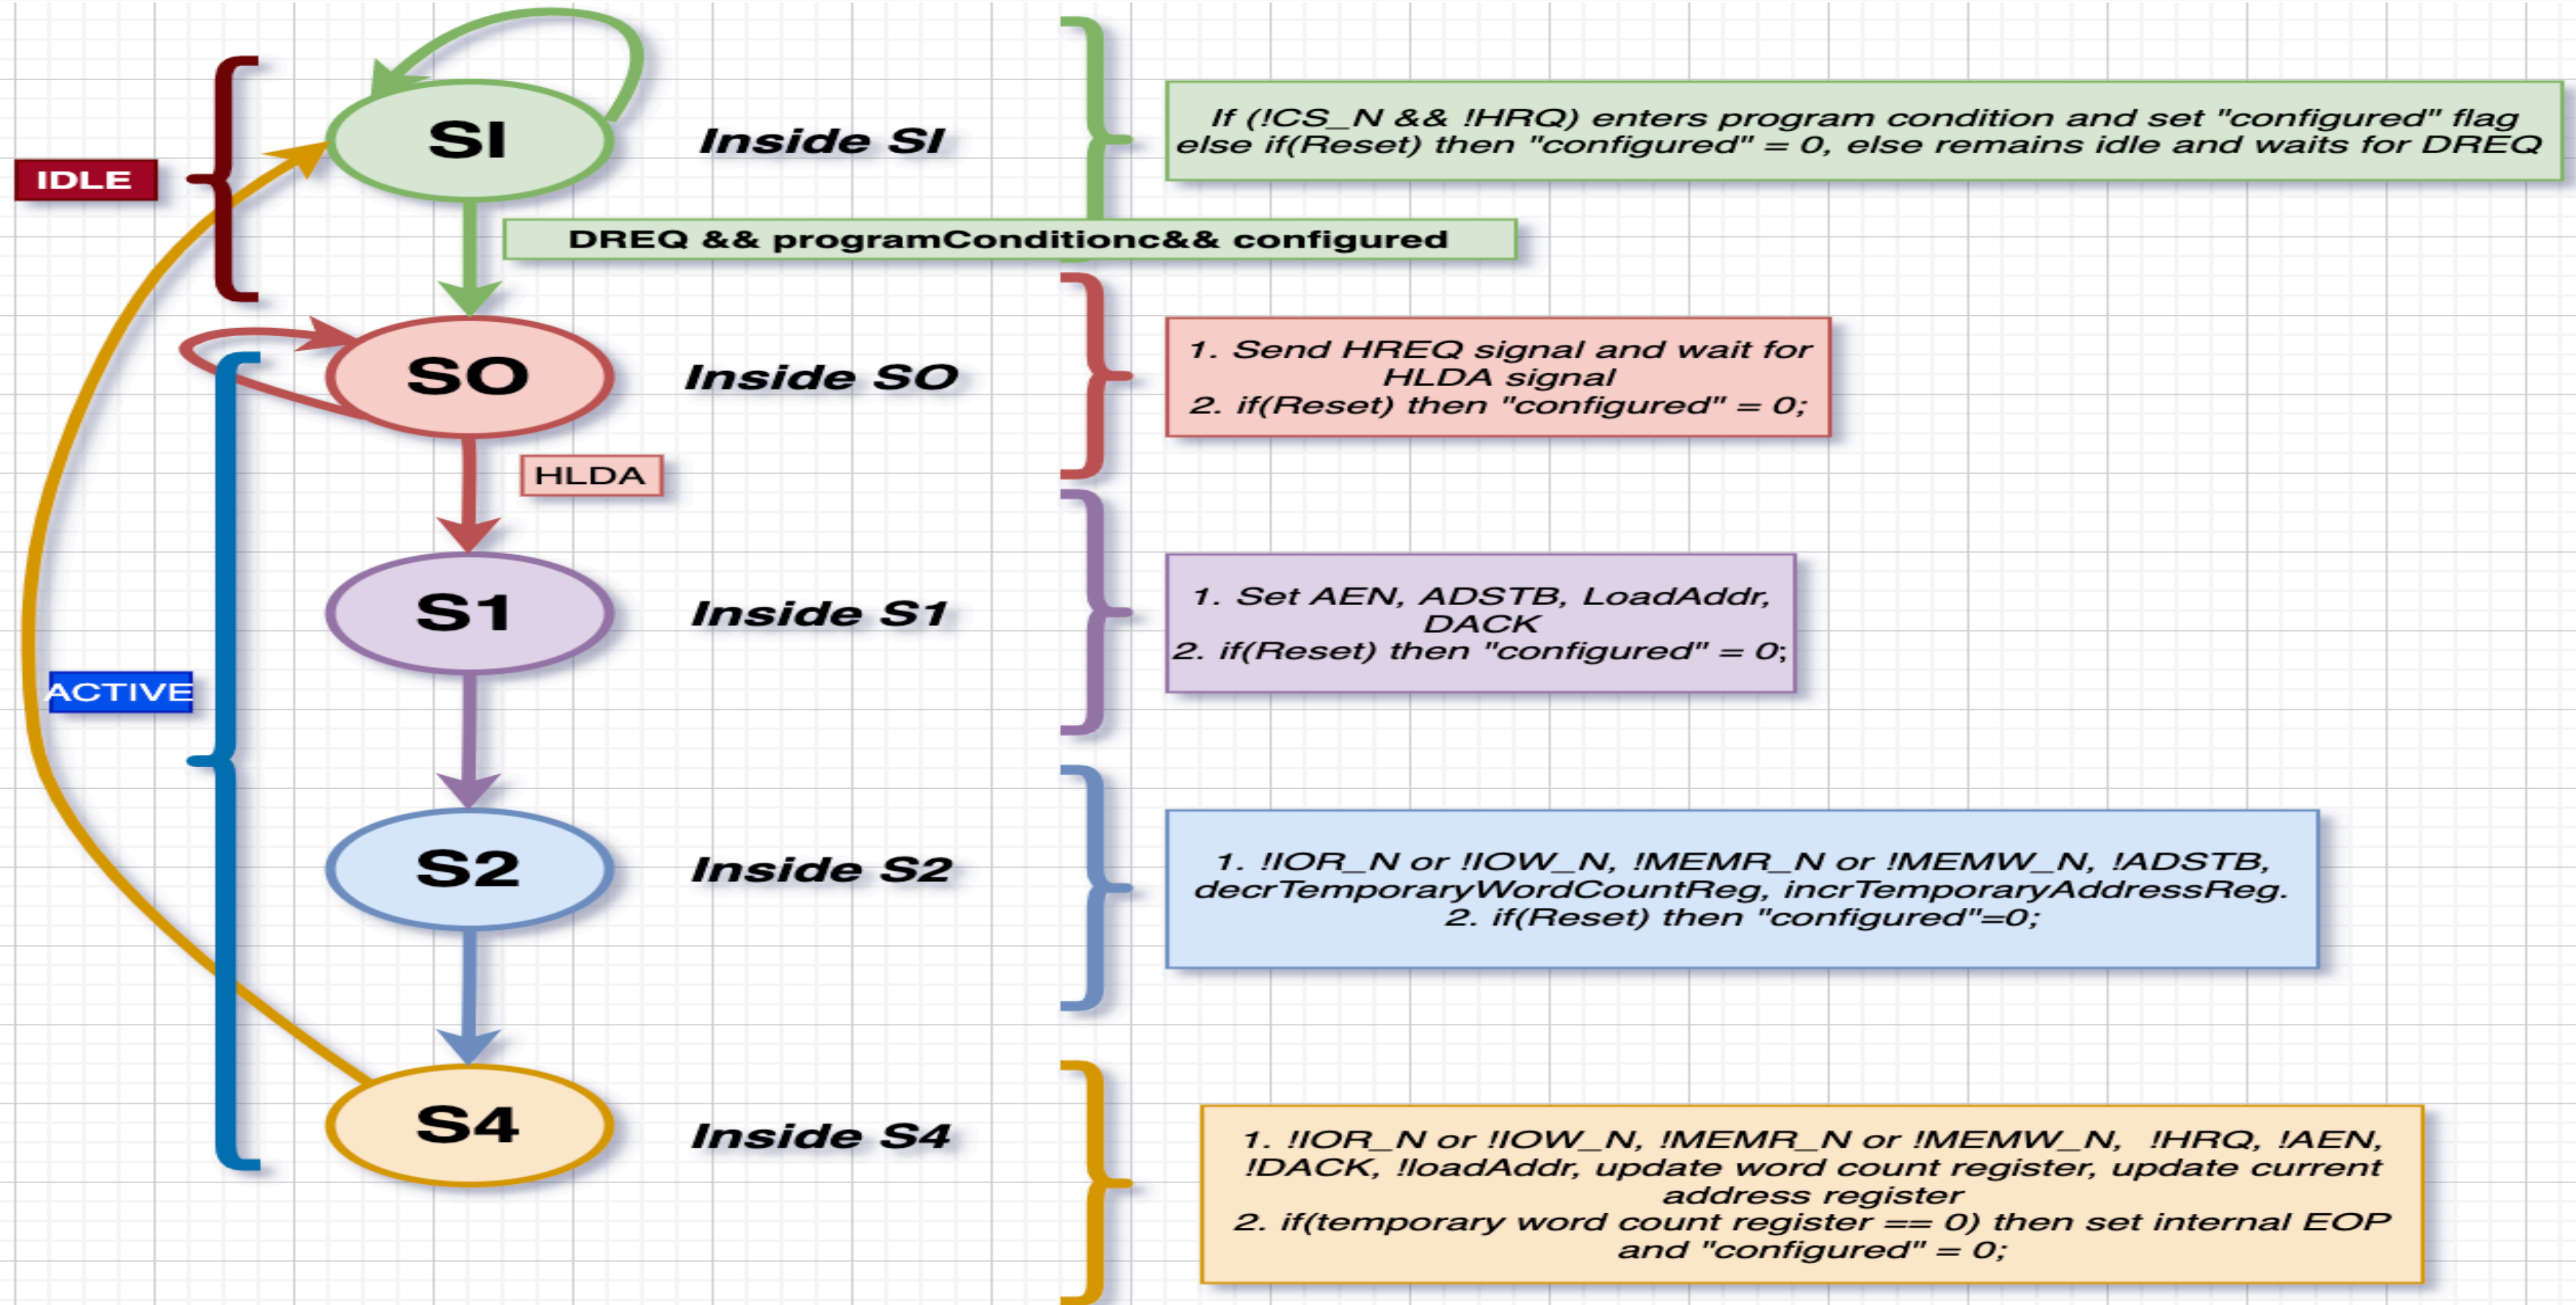 SI
Inside SI
If (!CS_N && !HRQ) enters program condition and set "configured" flag
else if(Reset) then "configured" = 0, else remains idle and waits for DREQ
IDLE
DREQ && programConditionc&& configured
SO
Inside SO
1. Send HREQ signal and wait for
HLDA signal
2. if(Reset) then "configured" = 0;
HLDA
S1
Inside S1
1. Set AEN, ADSTB, LoadAddr,
DACK
2. if(Reset) then "configured" = 0;
ACTIVE
S2
Inside S2
1. !IOR_N or !IOW_N, !MEMR_N or !MEMW_N, !ADSTB,
decrTemporaryWordCountReg, incrTemporaryAddressReg.
2. if(Reset) then "configured"=0;
S4
Inside S4
1. !IOR_N or !IOW_N, !MEMR_N or !MEMW_N, !HRQ, !AEN,
!DACK, !loadAddr, update word count register, update current
address register
2. if(temporary word count register == 0) then set internal EOP
and "configured" = 0;